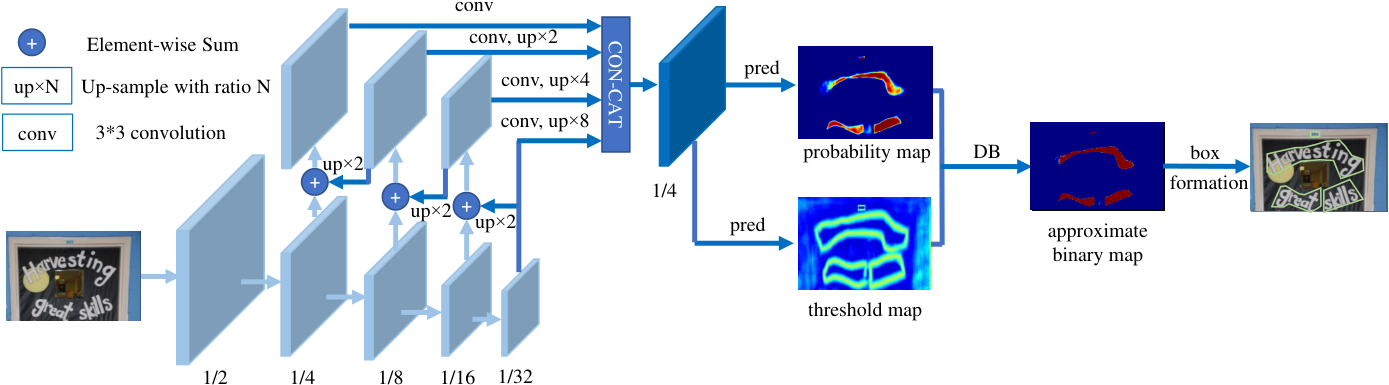 conv
Element-wise Sum
conv, up×2
up×N
Up-sample with ratio N
conv, up×4
conv
3*3 convolution
conv, up×8
CON-CAT
pred
probability map
up×2
up×2
up×2
1/4
DB
box
formation
pred
approximate
binary map
threshold map
Harvesting
great skills
Harvesting
great skills
1/2
1/4
1/8
1/16
1/32
+
+
+
+